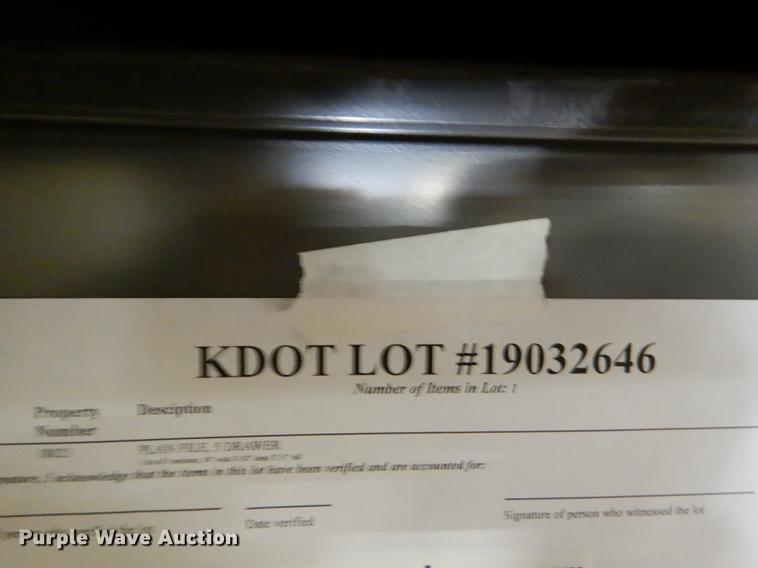 KDOT LOT #19032646
Number of Items in Lot: 1
Property Number
Description
PLAIN FILE, 5 DRAWER
acknowledge that the items in this lot have been verified and are accounted for:
Date verified
Signature of person who witnessed the lot
Purple Wave Auction